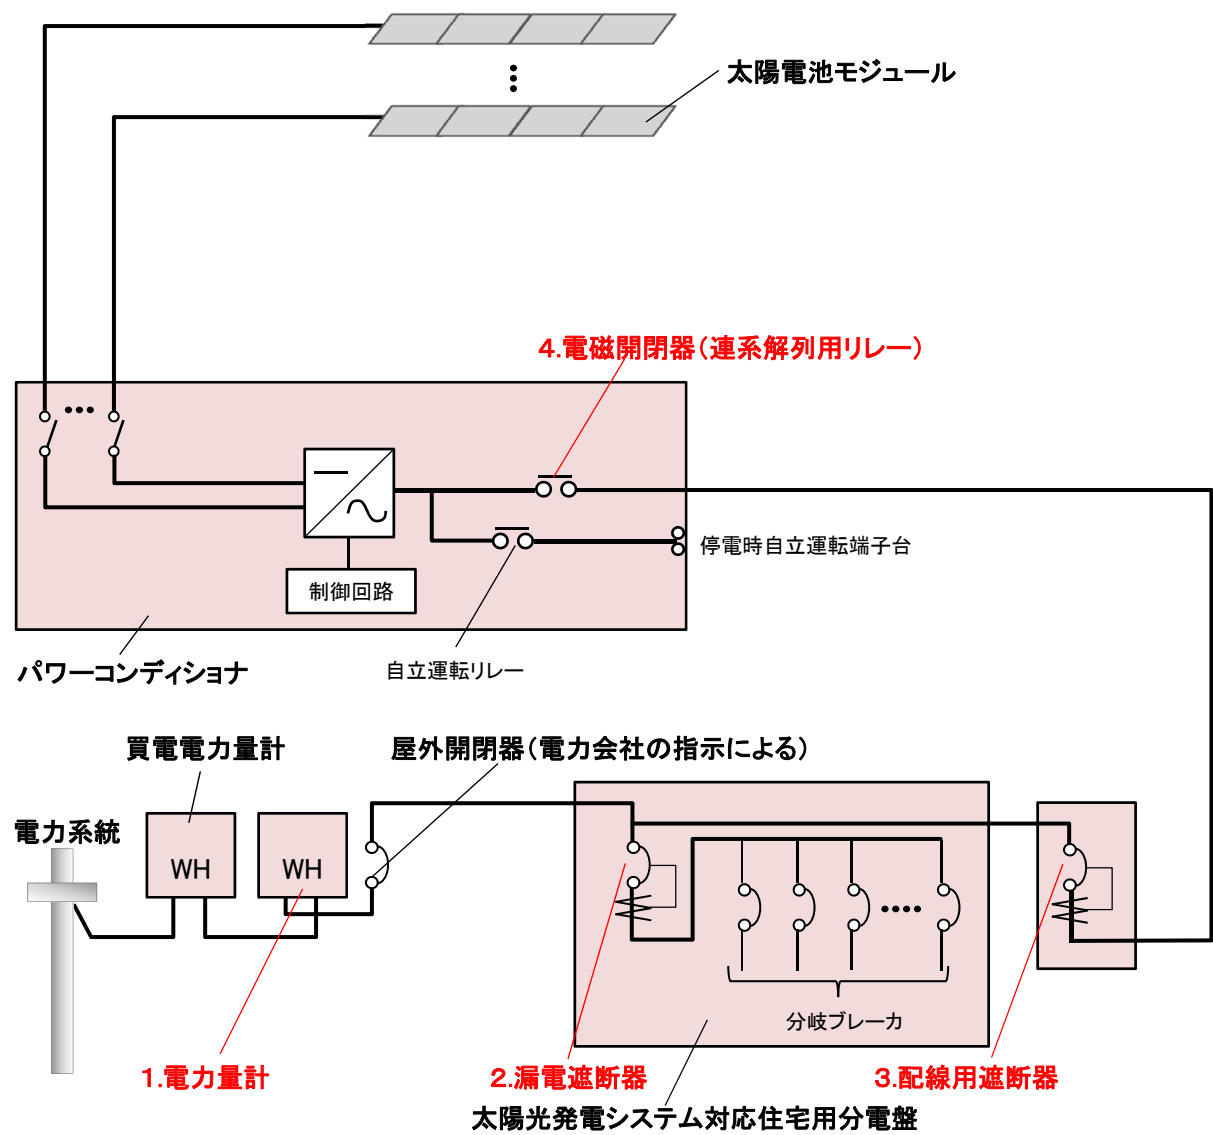 太陽電池モジュール
4.電磁開閉器（連系解列用リレー）
停電時自立運転端子台
制御回路
パワーコンディショナ
自立運転リレー
買電電力量計
屋外開閉器（電力会社の指示による）
電力系統
WH
WH
分岐ブレーカ
1.電力量計
2.漏電遮断器
3.配線用遮断器
太陽光発電システム対応住宅用分電盤